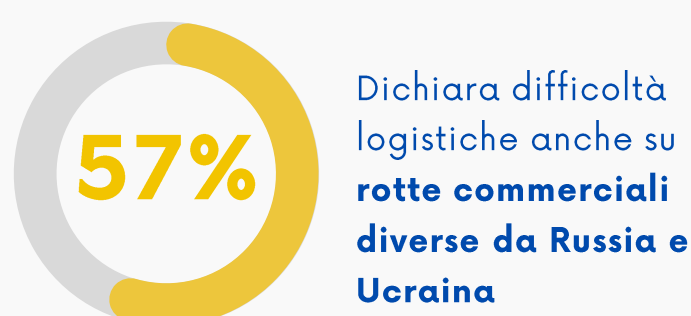 57%
Dichiara difficoltà
logistiche anche su
rotte commerciali
diverse da Russia e
Ucraina